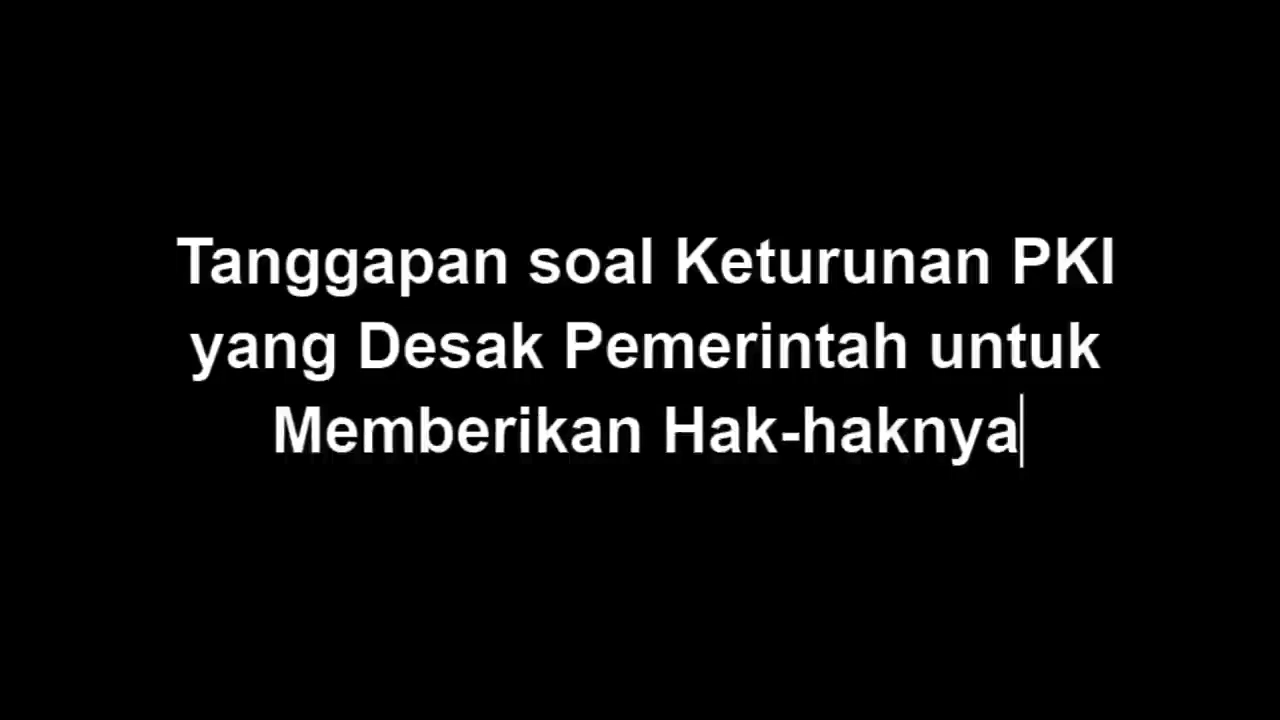 Tanggapan soal Keturunan PKI
yang Desak Pemerintah untuk
Memberikan Hak-haknya